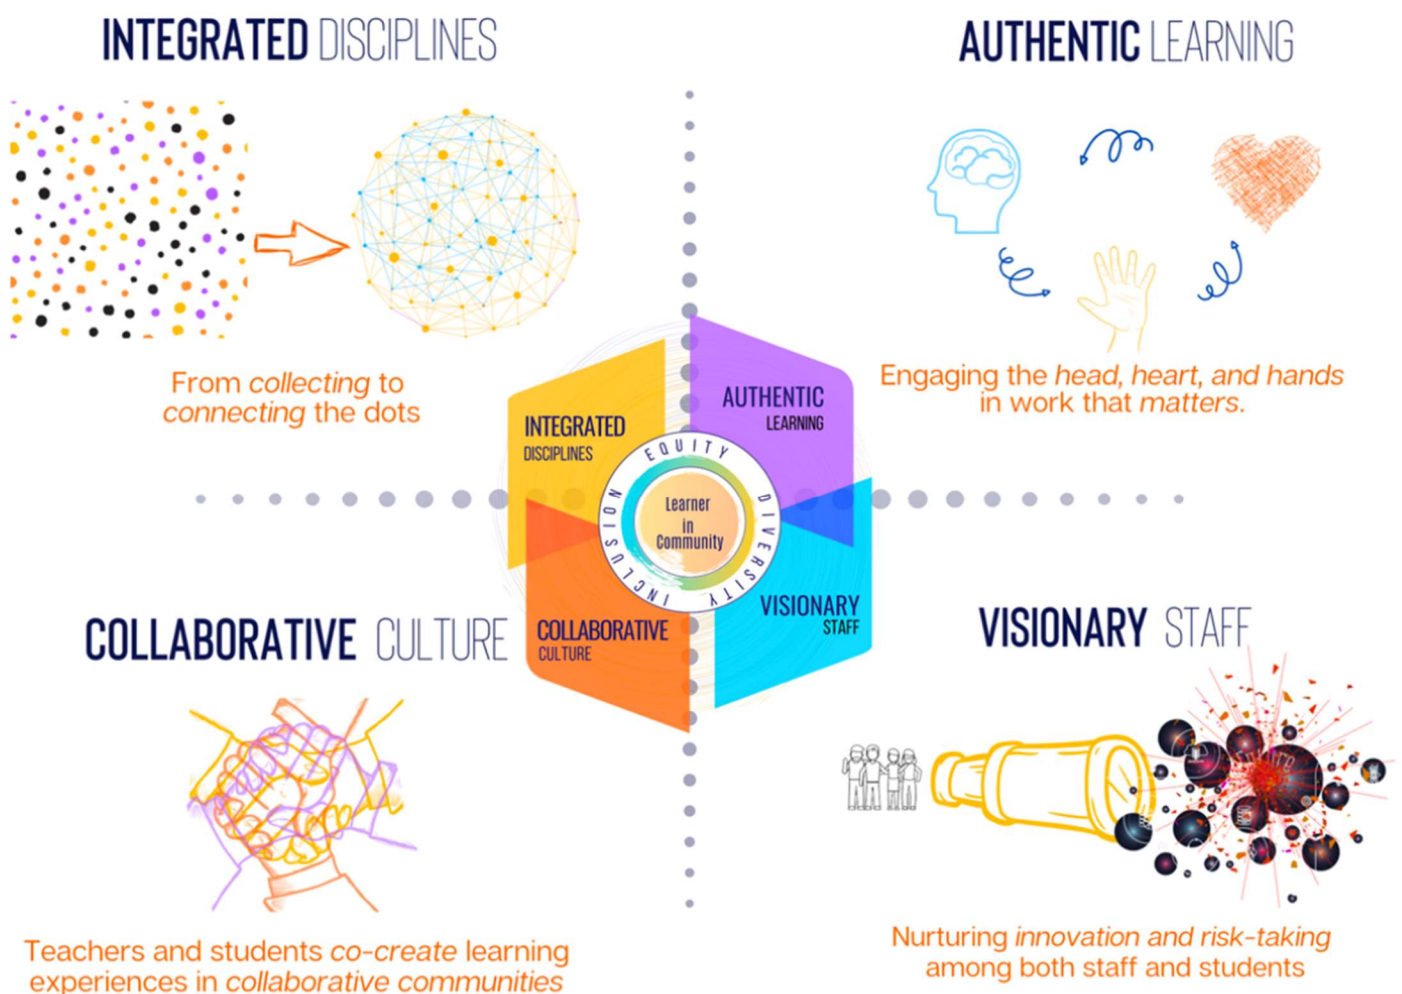 INTEGRATED DISCIPLINES
AUTHENTIC LEARNING
From collecting to
connecting the dots
Engaging the head, heart, and hands
in work that matters.
INTEGRATED
DISCIPLINES
AUTHENTIC
LEARNING
EQUITY
DIVERSITY
INCLUSION
Learner
in
Community
COLLABORATIVE
CULTURE
VISIONARY
STAFF
COLLABORATIVE CULTURE
VISIONARY STAFF
Teachers and students co-create learning
experiences in collaborative communities
Nurturing innovation and risk-taking
among both staff and students